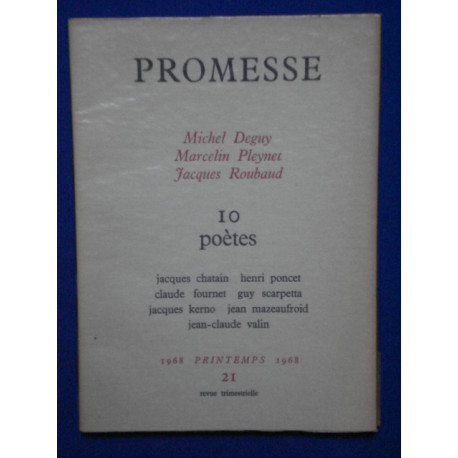 PROMESSE
Michel Deguy
Marcelin Pleynet
Jacques Roubaud
10
poètes
jacques chatain henri poncet
claude fournet guy scarpetta
jacques kerno jean mazeaufroid
jean-claude valin
1968 PRINTEMPS 1968
21
revue trimestrielle